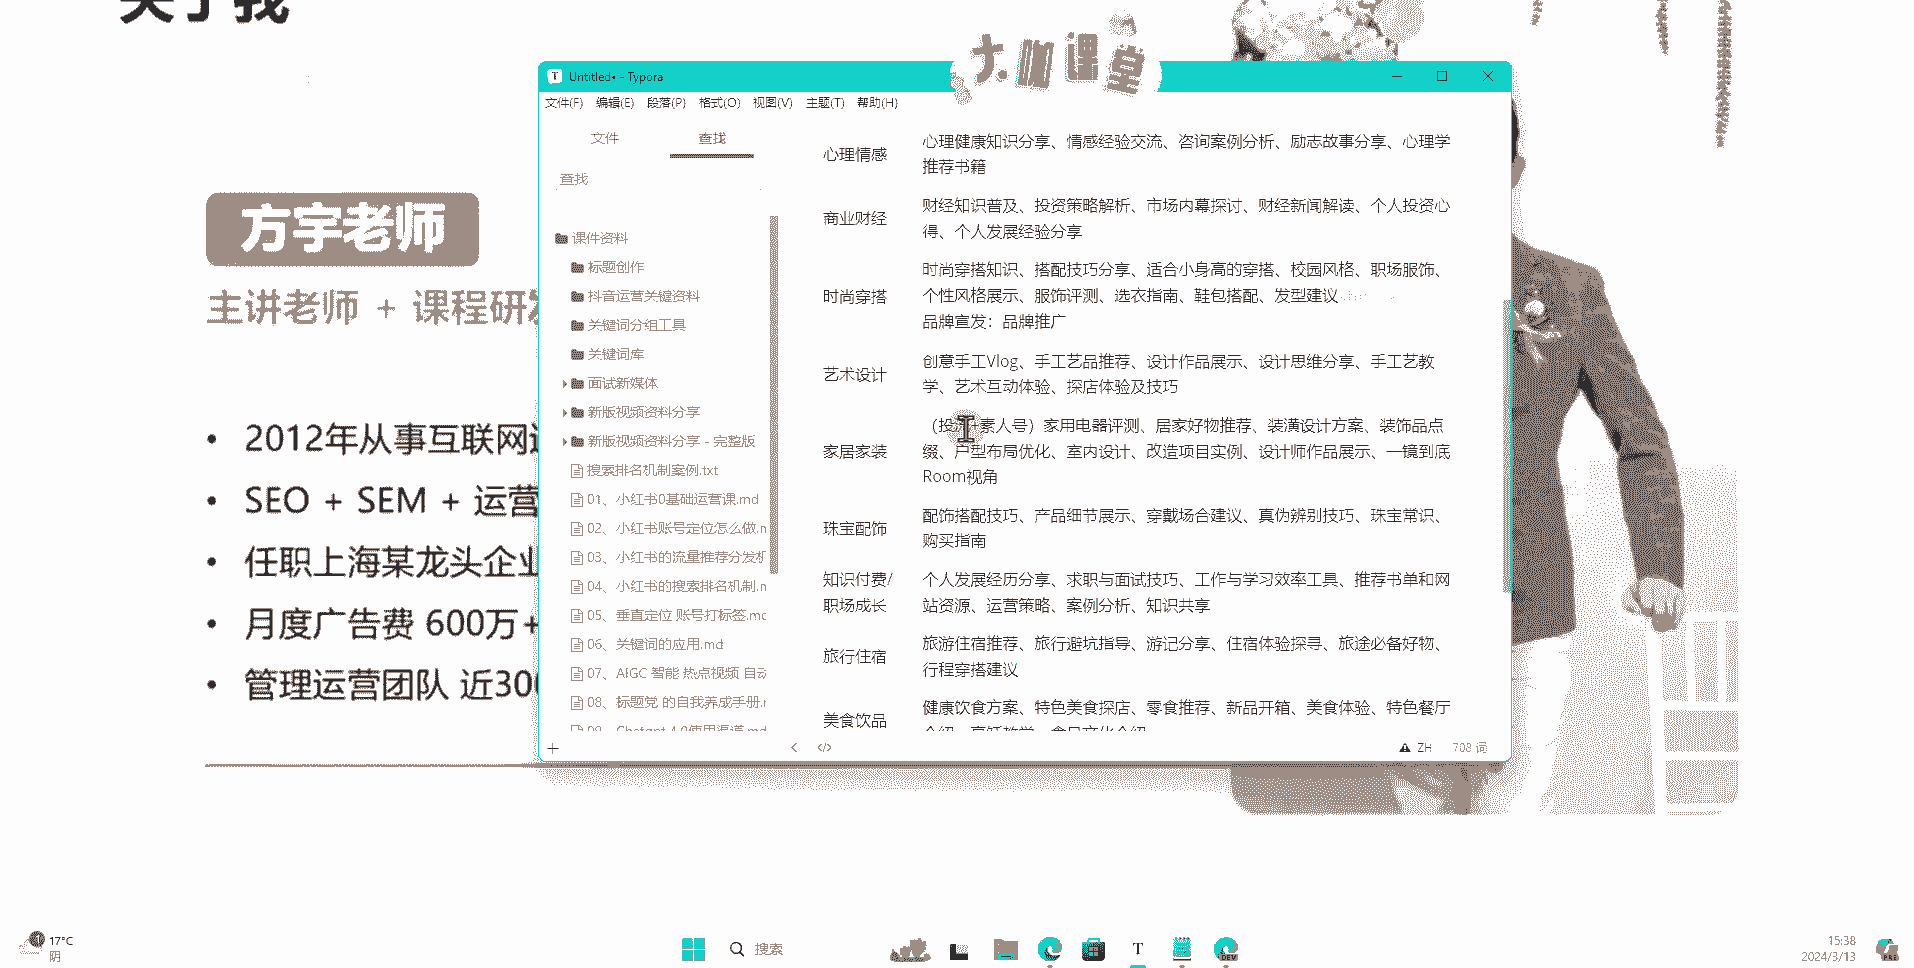 关于我
大咖课堂
方宇老师
主讲老师 + 课程研发
2012年从事互联网
SEO + SEM + 运营
任职上海某龙头企业
月度广告费 600万+
管理运营团队 近300
Untitled• - Typora
文件(F) 编辑(E) 段落(P) 格式(O) 视图(V) 主题(T) 帮助(H)
文件 查找
查找
课件资料
标题创作
抖音运营关键资料
关键词分组工具
关键词库
面试新媒体
新版视频资料分享
新版视频资料分享 - 完整版
搜索排名机制案例.txt
01、小红书0基础运营课.md
02、小红书账号定位怎么做.n
03、小红书的流量推荐分发机
04、小红书的搜索排名机制.n
05、垂直定位 账号打标签.mc
06、关键词的应用.md
07、AIGC 智能 热点视频 自动
08、标题党 的自我养成手册.r
09、Chatgpt 4.0使用渠道.md
心理情感
心理健康知识分享、情感经验交流、咨询案例分析、励志故事分享、心理学
推荐书籍
商业财经
财经知识普及、投资策略解析、市场内幕探讨、财经新闻解读、个人投资心
得、个人发展经验分享
时尚穿搭
时尚穿搭知识、搭配技巧分享、适合小身高的穿搭、校园风格、职场服饰、
个性风格展示、服饰评测、选衣指南、鞋包搭配、发型建议
品牌宣发：品牌推广
艺术设计
创意手工Vlog、手工艺品推荐、设计作品展示、设计思维分享、手工艺教
学、艺术互动体验、探店体验及技巧
家居家装
（投流+素人号）家用电器评测、居家好物推荐、装潢设计方案、装饰品点
缀、户型布局优化、室内设计、改造项目实例、设计师作品展示、一镜到底
Room视角
珠宝配饰
配饰搭配技巧、产品细节展示、穿戴场合建议、真伪辨别技巧、珠宝常识、
购买指南
知识付费/
职场成长
个人发展经历分享、求职与面试技巧、工作与学习效率工具、推荐书单和网
站资源、运营策略、案例分析、知识共享
旅行住宿
旅游住宿推荐、旅行避坑指导、游记分享、住宿体验探寻、旅途必备好物、
行程穿搭建议
美食饮品
健康饮食方案、特色美食探店、零食推荐、新品开箱、美食体验、特色餐厅
介绍、烹饪教学、食品文化介绍
ZH 708 词
17°C
阴
搜索
15:38
2024/3/13